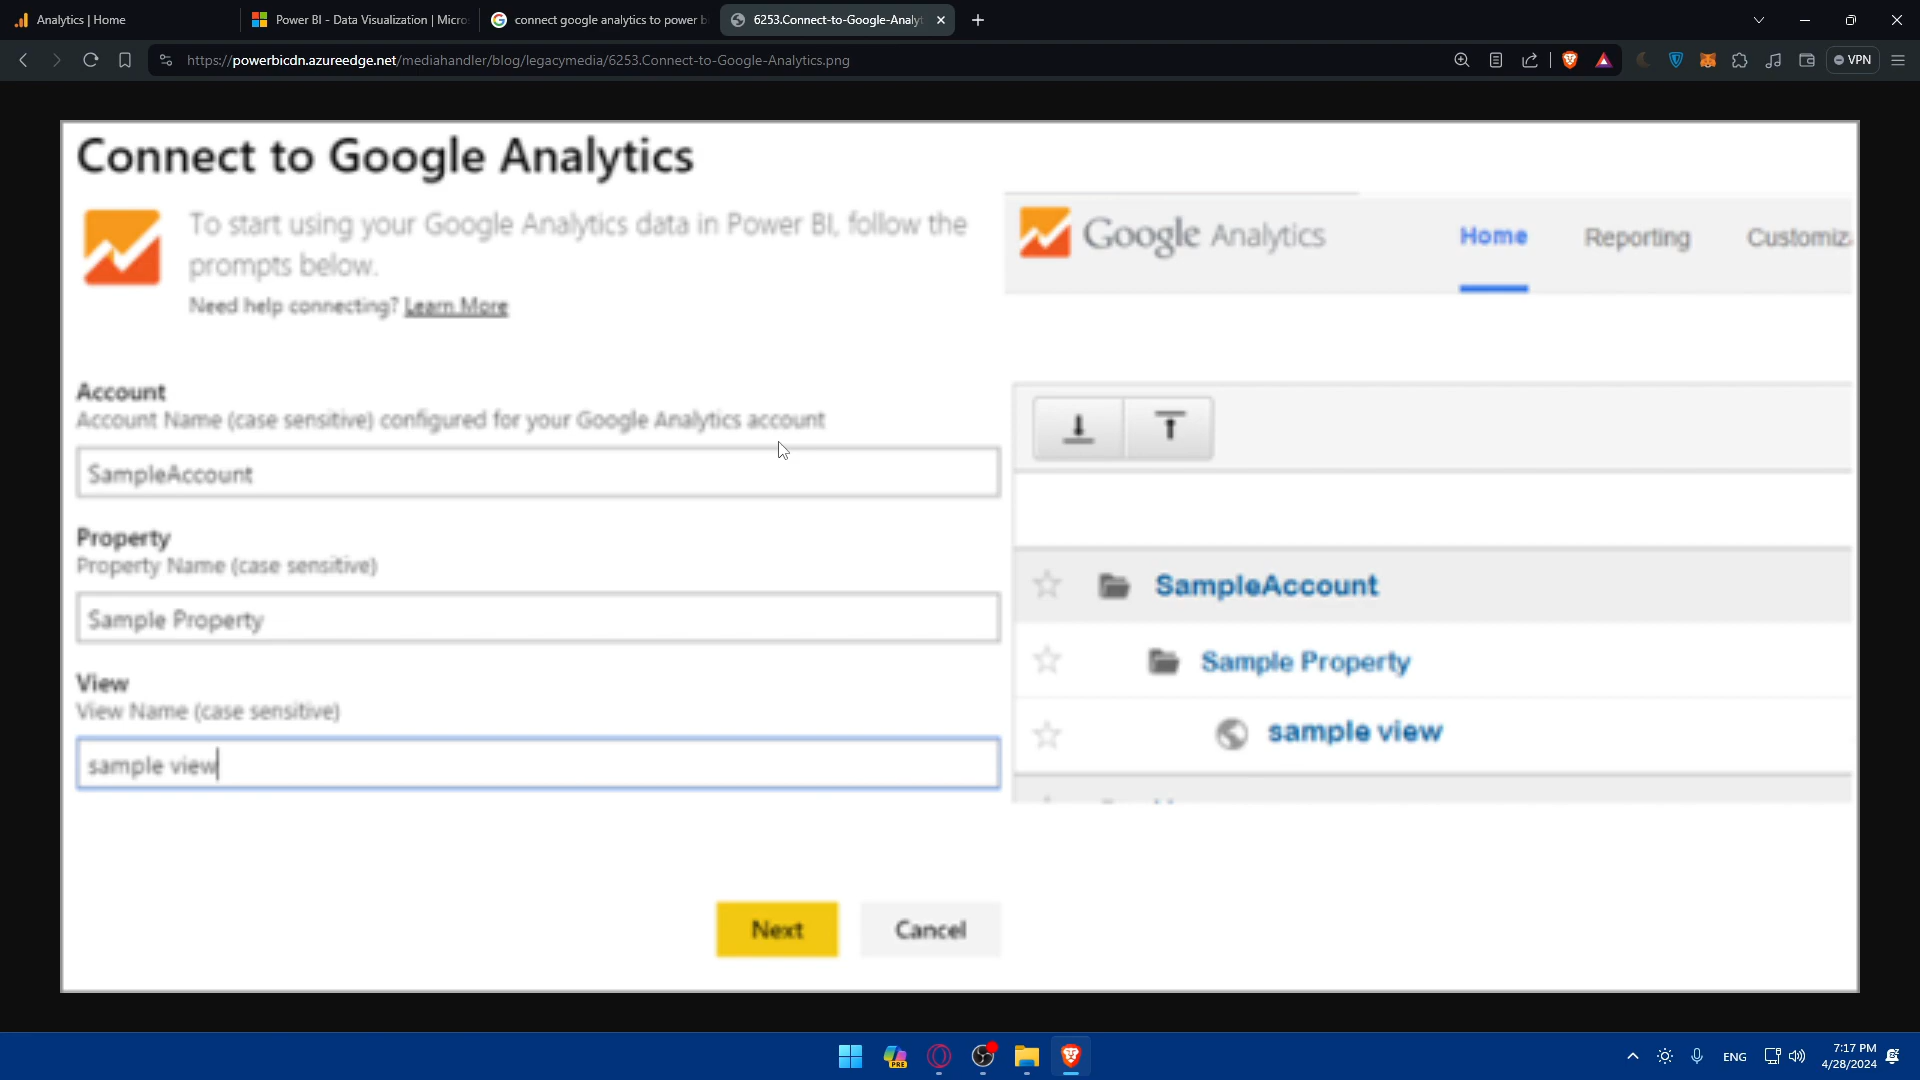 Analytics | Home
Power BI - Data Visualization | Micro
connect google analytics to power b
6253.Connect-to-Google-Analyt
https://powerbicdn.azureedge.net/mediahandler/blog/legacymedia/6253.Connect-to-Google-Analytics.png
VPN
Connect to Google Analytics
To start using your Google Analytics data in Power BI, follow the
prompts below.
Need help connecting? Learn More
Google Analytics
Home
Reporting
Customiz
Account
Account Name (case sensitive) configured for your Google Analytics account
SampleAccount
Property
Property Name (case sensitive)
Sample Property
View
View Name (case sensitive)
sample view
SampleAccount
Sample Property
sample view
Next
Cancel
PRE
ENG
7:17 PM
4/28/2024